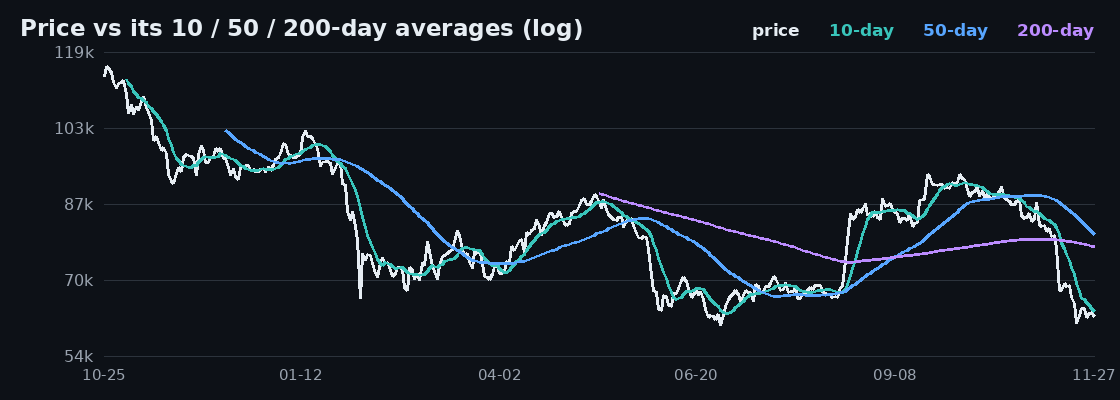 Price vs its 10 / 50 / 200-day averages (log)
price 10-day 50-day 200-day
119k
103k
87k
70k
54k
10-25 01-12 04-02 06-20 09-08 11-27